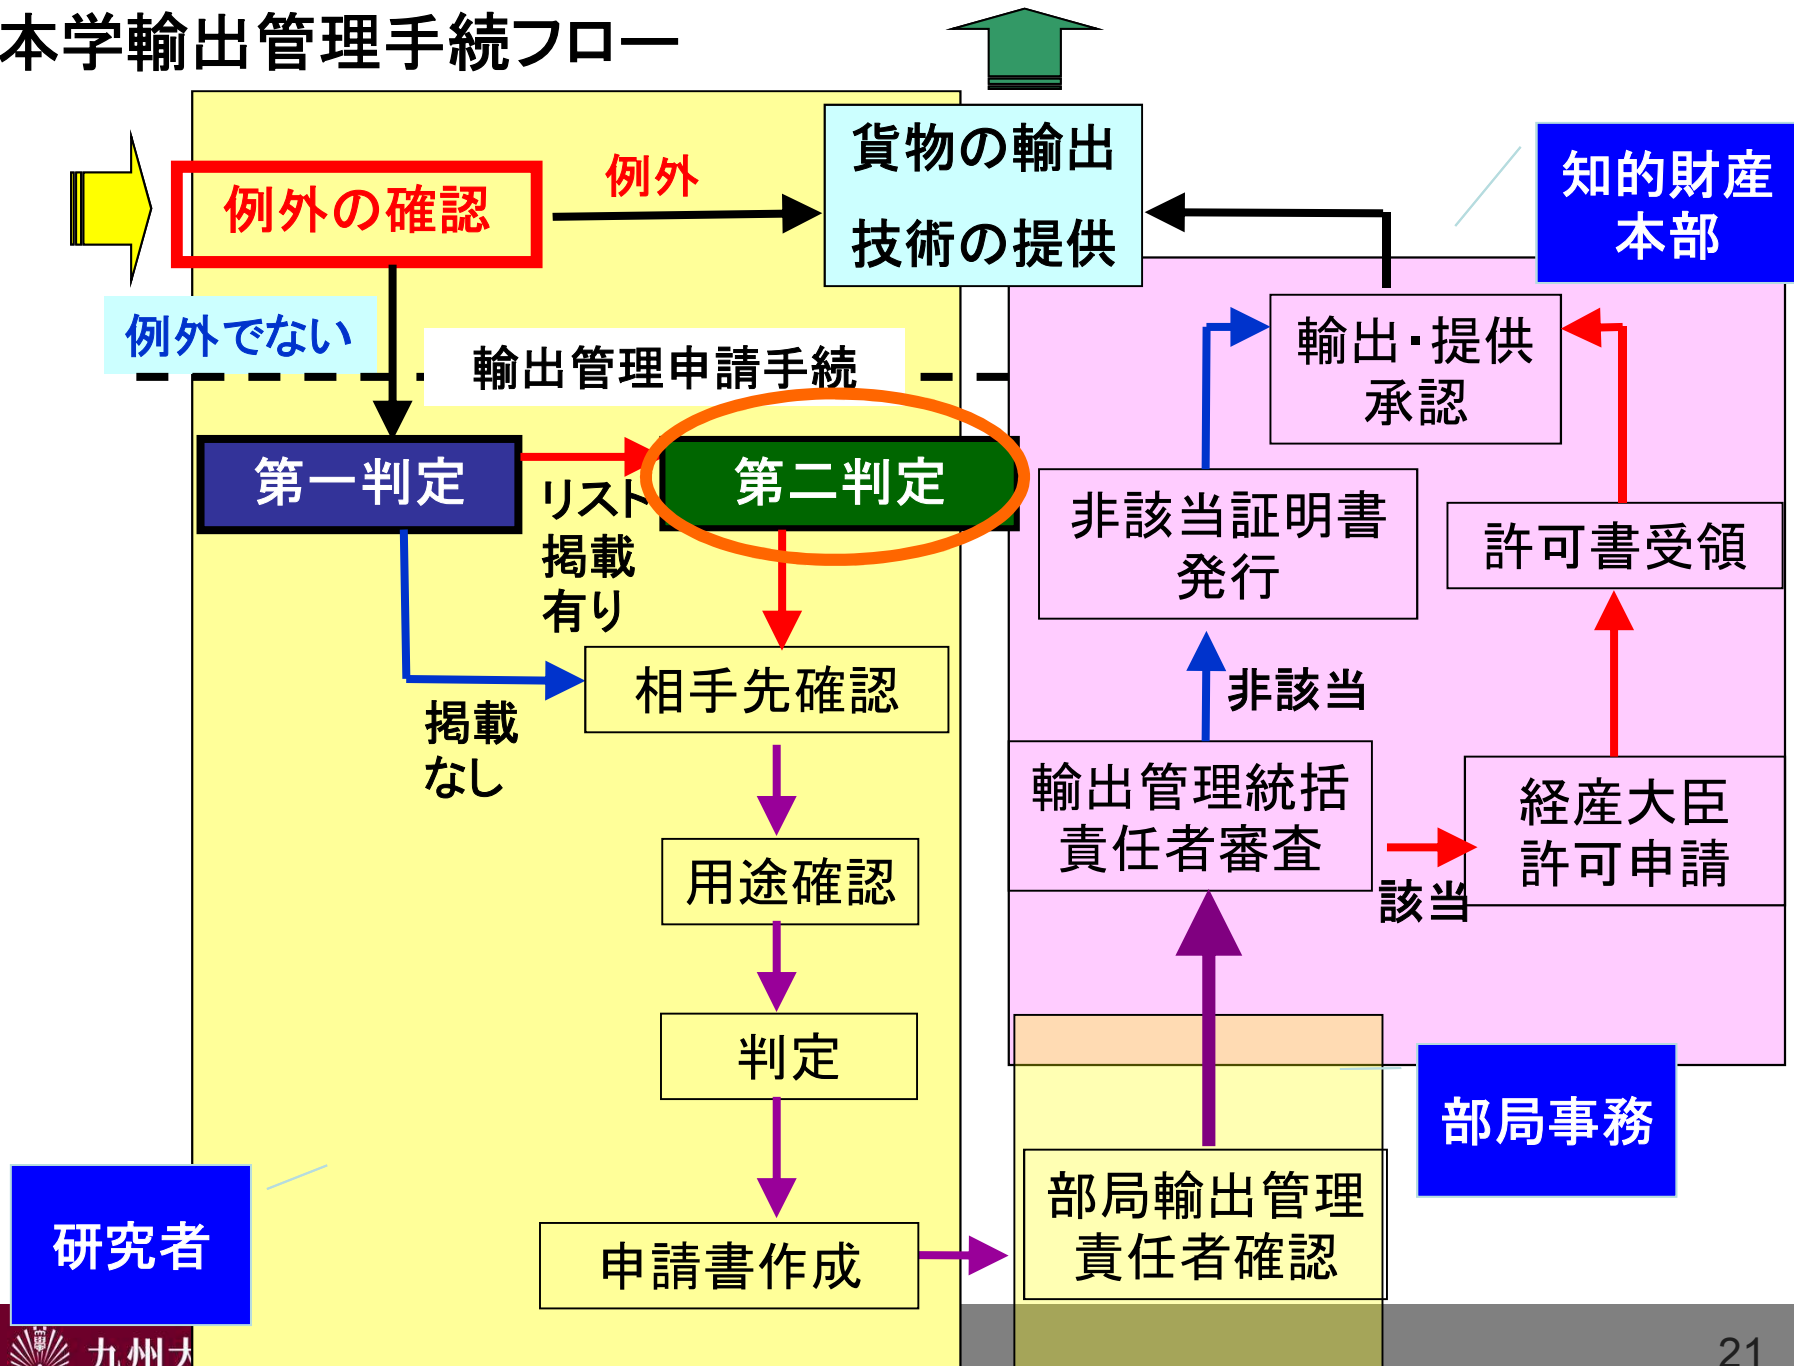 本学輸出管理手続フロー
例外の確認
例外
貨物の輸出
技術の提供
知的財産
本部
例外でない
輸出管理申請手続
輸出・提供
承認
第一判定
第二判定
リスト
掲載
有り
非該当証明書
発行
許可書受領
相手先確認
掲載
なし
非該当
輸出管理統括
責任者審査
経産大臣
許可申請
該当
用途確認
判定
部局事務
部局輸出管理
責任者確認
研究者
申請書作成
九州大
21